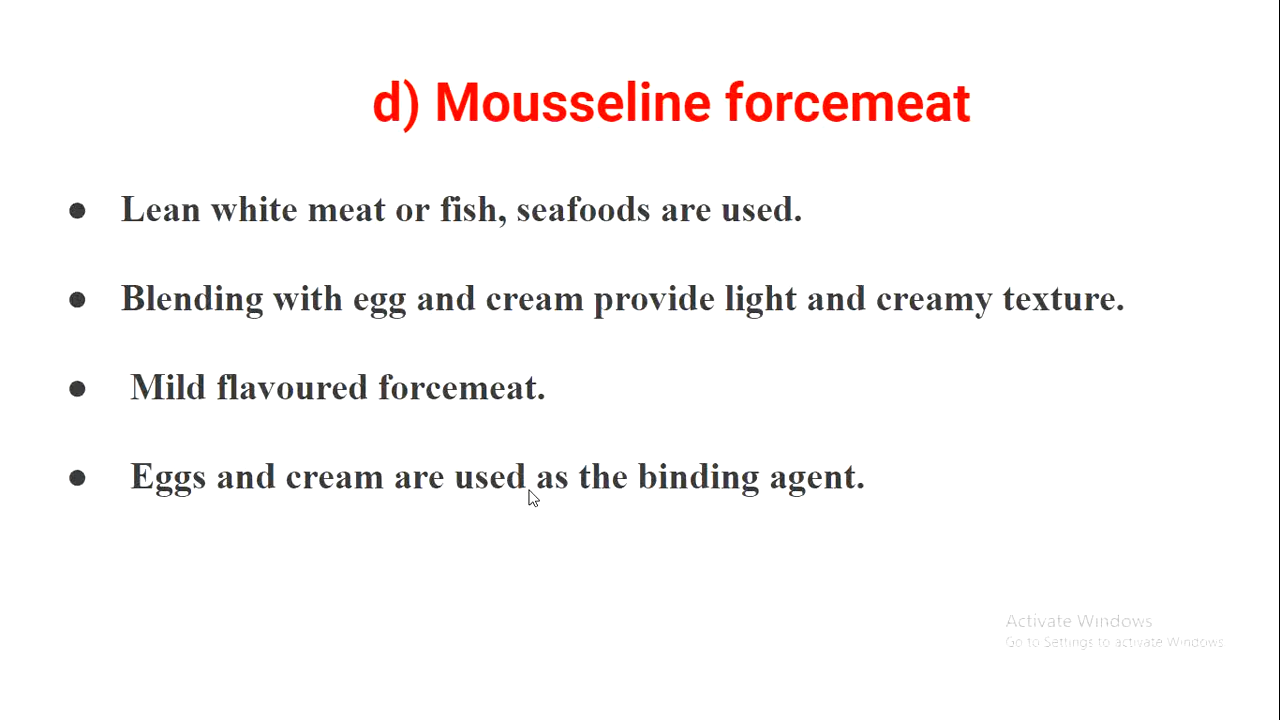 d) Mousseline forcemeat
● Lean white meat or fish, seafoods are used.
● Blending with egg and cream provide light and creamy texture.
● Mild flavoured forcemeat.
● Eggs and cream are used as the binding agent.
Activate Windows
Go to Settings to activate Windows